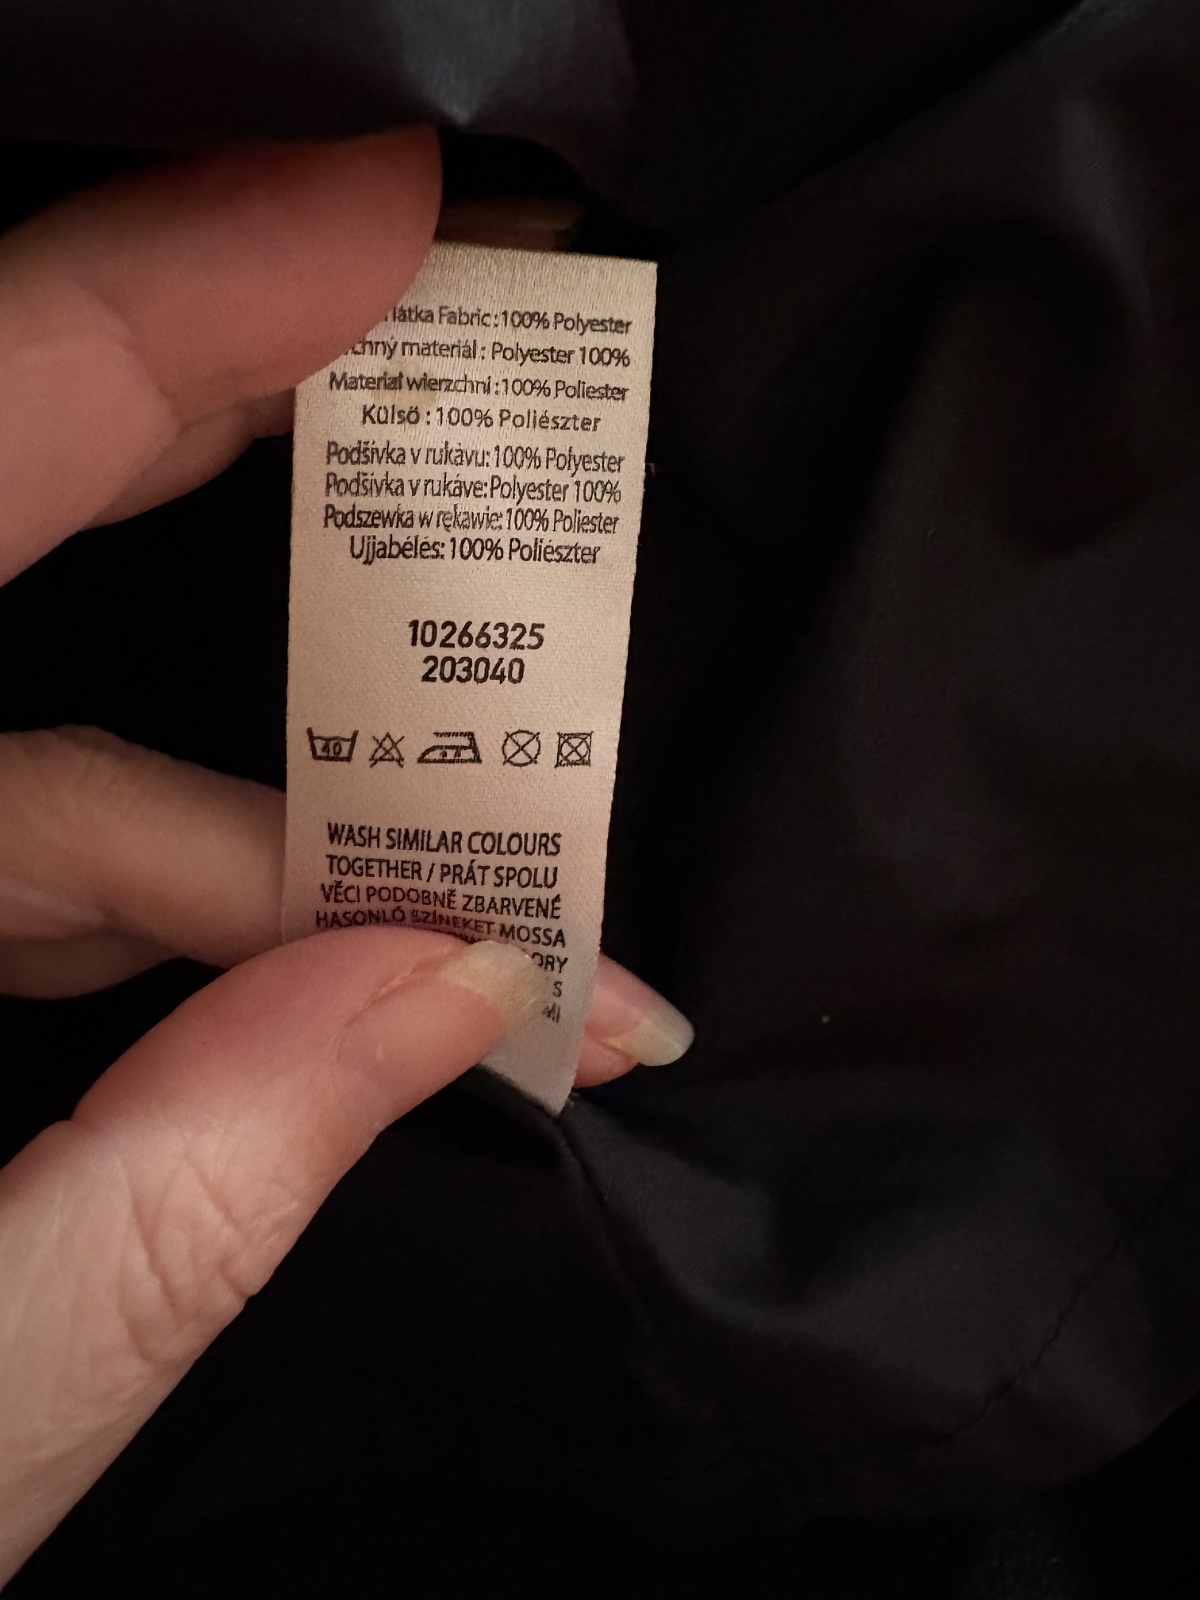 látka Fabric:100% Polyester
materiál: Polyester 100%
Materiał wierzchni:100% Poliester
Külső:100% Poliészter
Podšívka v rukávu:100% Polyester
Podšívka v rukáve:Polyester 100%
Podszewka w rękawie:100% Poliester
Ujjabélés:100% Poliészter
10266325
203040
40
WASH SIMILAR COLOURS
TOGETHER / PRÁT SPOLU
VĚCI PODOBNĚ ZBARVENÉ
HASONLÓ SZÍNEKET MOSSA